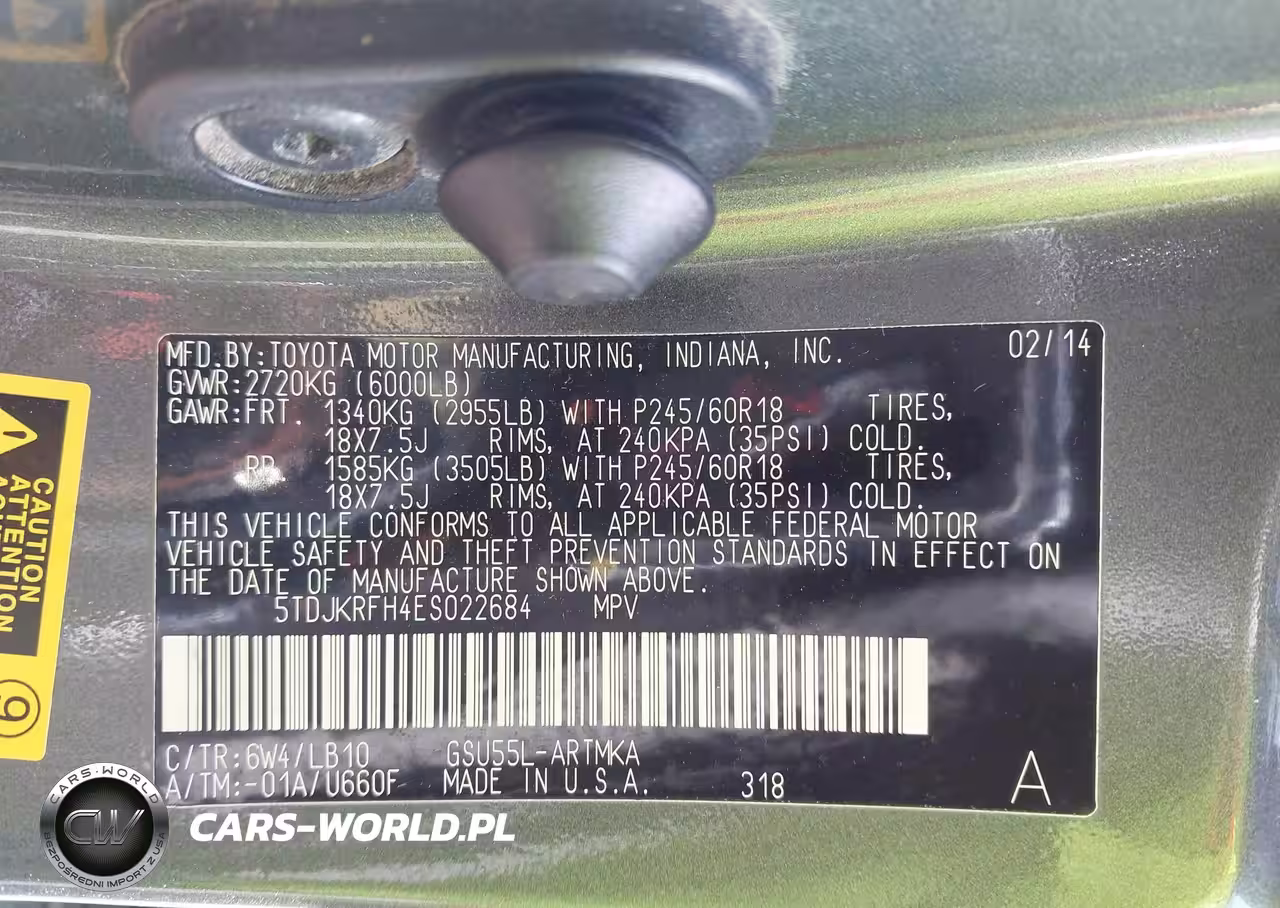 MFD.BY:TOYOTA MOTOR MANUFACTURING, INDIANA, INC. 02/14
GVWR:2720KG (6000LB)
GAWR:FRT. 1340KG (2955LB) WITH P245/60R18 TIRES,
18X7.5J RIMS, AT 240KPA (35PSI) COLD.
RR. 1585KG (3505LB) WITH P245/60R18 TIRES,
18X7.5J RIMS, AT 240KPA (35PSI) COLD.
THIS VEHICLE CONFORMS TO ALL APPLICABLE FEDERAL MOTOR
VEHICLE SAFETY AND THEFT PREVENTION STANDARDS IN EFFECT ON
THE DATE OF MANUFACTURE SHOWN ABOVE.
5TDJKRFH4ES022684 MPV
C/TR:6W4/LB10 GSU55L-ARTMKA
A/TM:-01A/U660F MADE IN U.S.A. 318 A
CAUTION
ATTENTION
9
CARS-WORLD
CW
BEZPOŚREDNI IMPORT Z USA
CARS-WORLD.PL